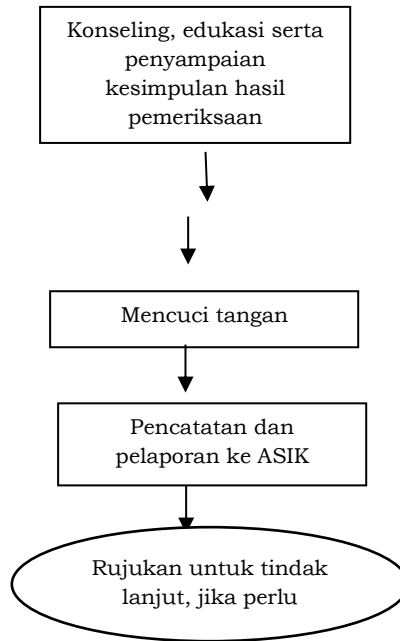 Konseling, edukasi serta
penyampaian
kesimpulan hasil
pemeriksaan
Mencuci tangan
Pencatatan dan
pelaporan ke ASIK
Rujukan untuk tindak
lanjut, jika perlu